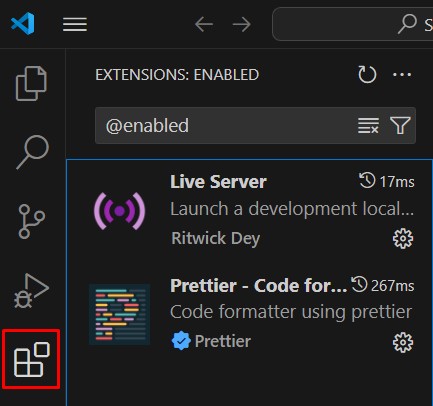 S
EXTENSIONS: ENABLED
@enabled
Live Server 17ms
Launch a development local...
Ritwick Dey
Prettier - Code for... 267ms
Code formatter using prettier
Prettier